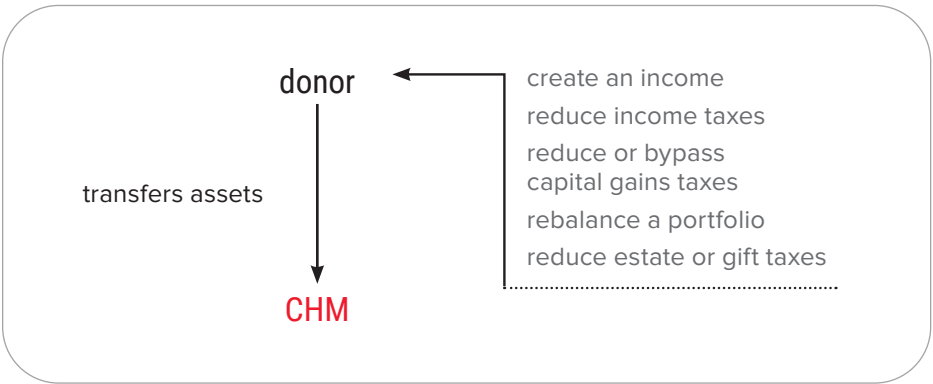 donor
create an income
reduce income taxes
reduce or bypass
capital gains taxes
transfers assets
rebalance a portfolio
reduce estate or gift taxes
CHM